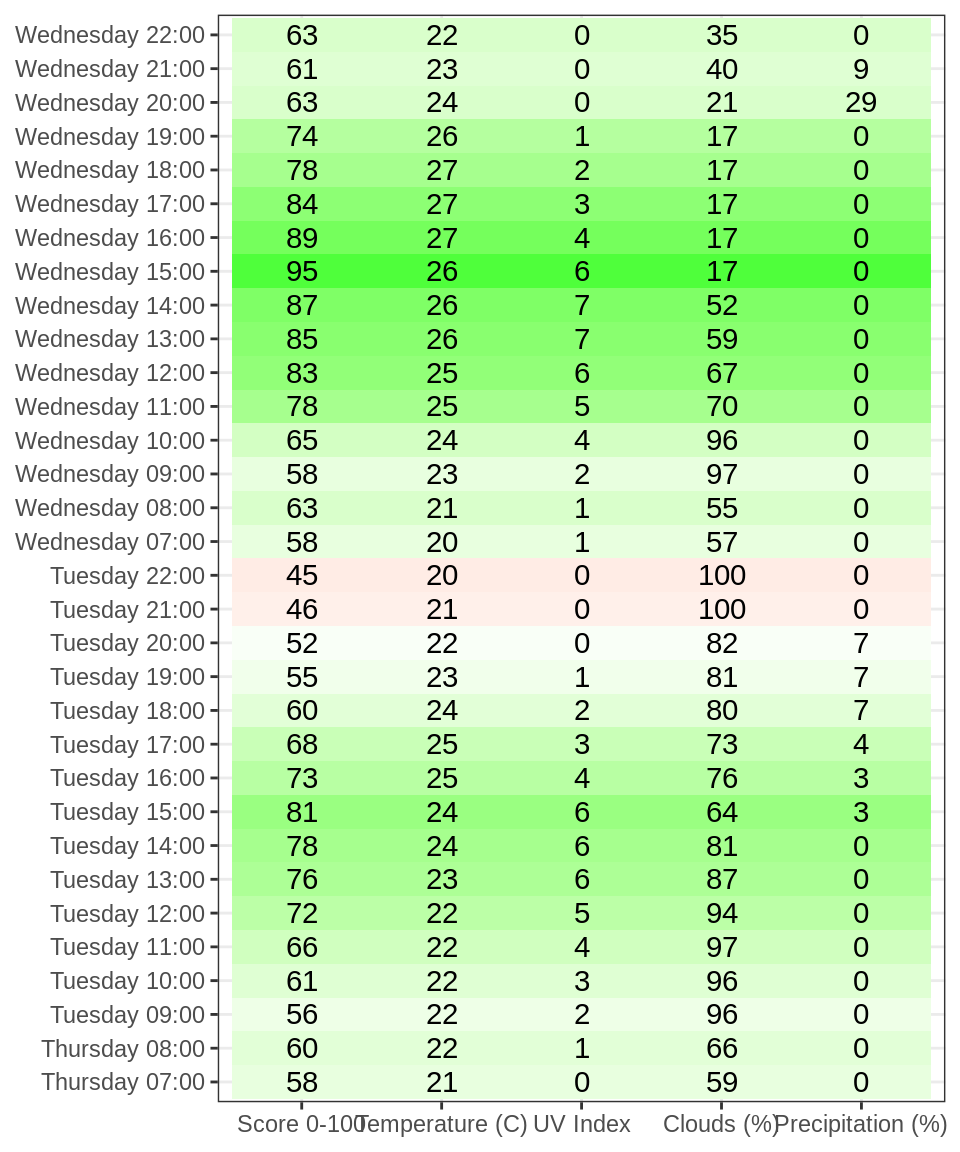 Wednesday 22:00 63 22 0 35 0
Wednesday 21:00 61 23 0 40 9
Wednesday 20:00 63 24 0 21 29
Wednesday 19:00 74 26 1 17 0
Wednesday 18:00 78 27 2 17 0
Wednesday 17:00 84 27 3 17 0
Wednesday 16:00 89 27 4 17 0
Wednesday 15:00 95 26 6 17 0
Wednesday 14:00 87 26 7 52 0
Wednesday 13:00 85 26 7 59 0
Wednesday 12:00 83 25 6 67 0
Wednesday 11:00 78 25 5 70 0
Wednesday 10:00 65 24 4 96 0
Wednesday 09:00 58 23 2 97 0
Wednesday 08:00 63 21 1 55 0
Wednesday 07:00 58 20 1 57 0
Tuesday 22:00 45 20 0 100 0
Tuesday 21:00 46 21 0 100 0
Tuesday 20:00 52 22 0 82 7
Tuesday 19:00 55 23 1 81 7
Tuesday 18:00 60 24 2 80 7
Tuesday 17:00 68 25 3 73 4
Tuesday 16:00 73 25 4 76 3
Tuesday 15:00 81 24 6 64 3
Tuesday 14:00 78 24 6 81 0
Tuesday 13:00 76 23 6 87 0
Tuesday 12:00 72 22 5 94 0
Tuesday 11:00 66 22 4 97 0
Tuesday 10:00 61 22 3 96 0
Tuesday 09:00 56 22 2 96 0
Thursday 08:00 60 22 1 66 0
Thursday 07:00 58 21 0 59 0
Score 0-100 Temperature (C) UV Index Clouds (%) Precipitation (%)